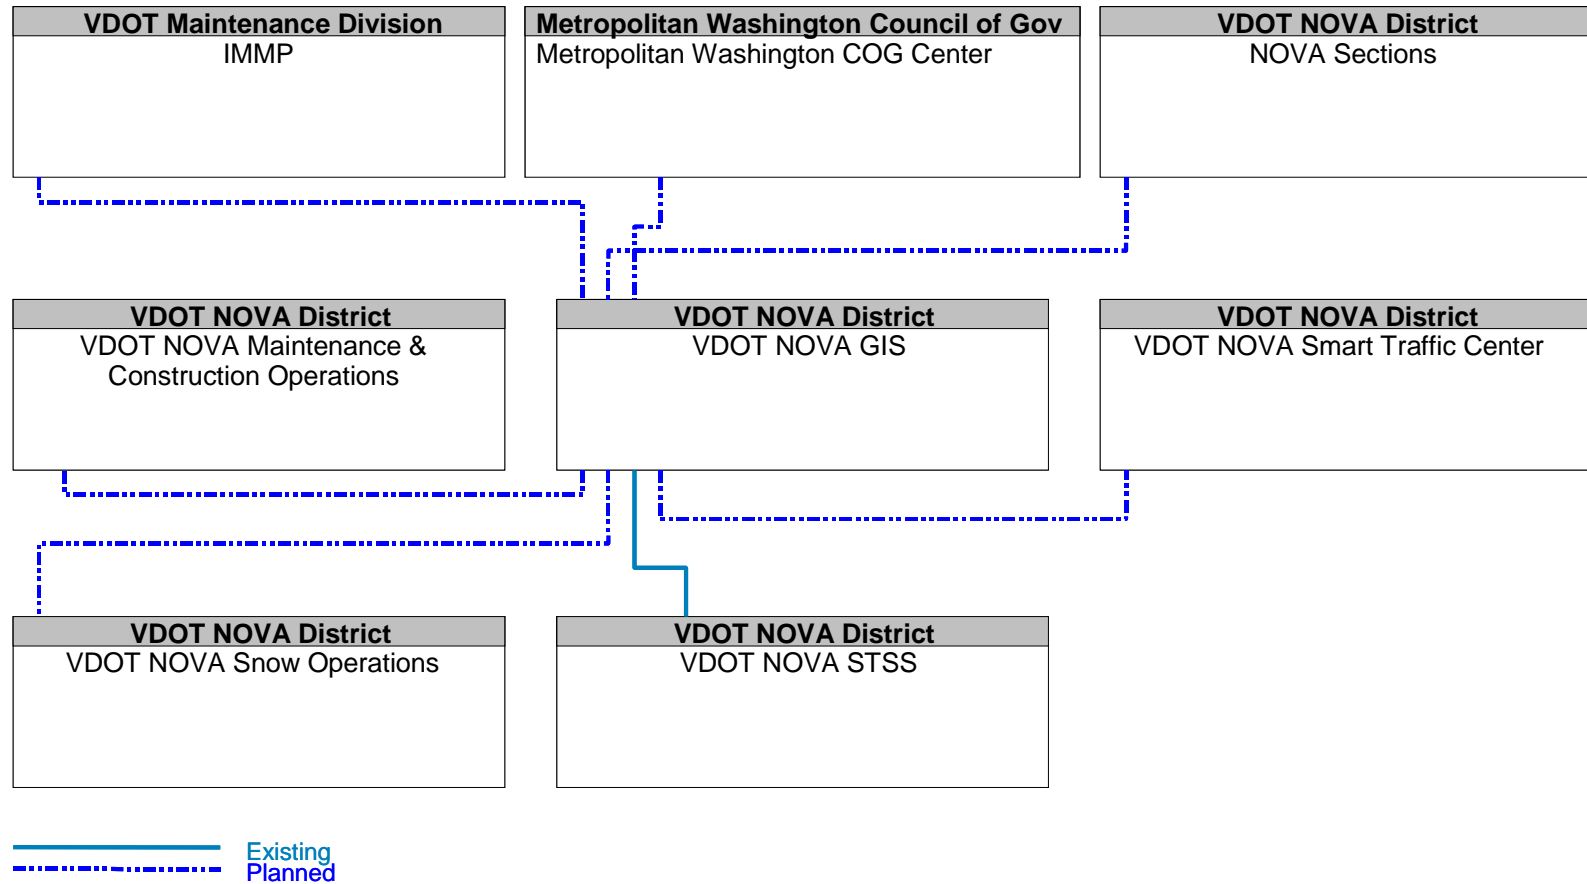 VDOT Maintenance Division
IMMP
Metropolitan Washington Council of Gov
Metropolitan Washington COG Center
VDOT NOVA District
NOVA Sections
VDOT NOVA District
VDOT NOVA Maintenance &
Construction Operations
VDOT NOVA District
VDOT NOVA GIS
VDOT NOVA District
VDOT NOVA Smart Traffic Center
VDOT NOVA District
VDOT NOVA Snow Operations
VDOT NOVA District
VDOT NOVA STSS
Existing
Planned